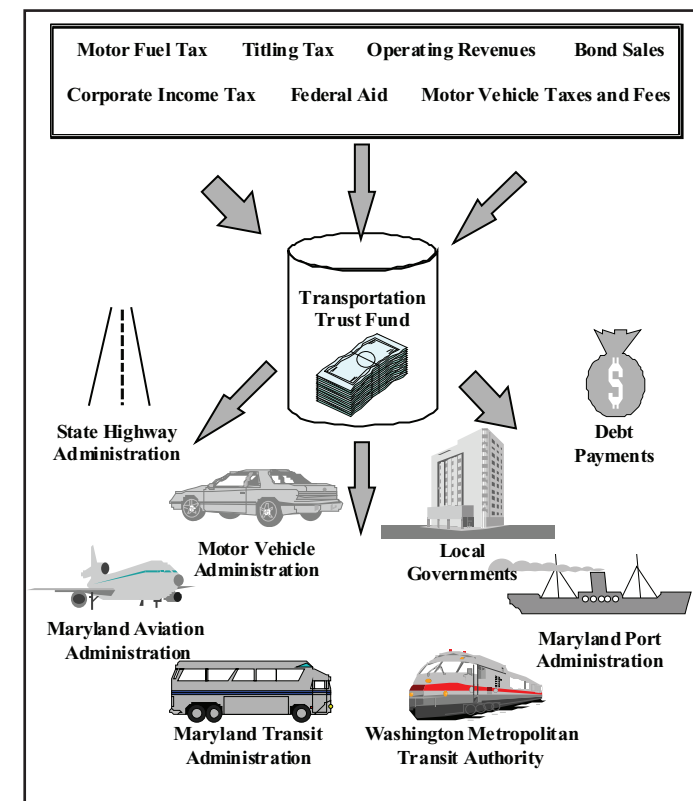 Motor Fuel Tax Titling Tax Operating Revenues Bond Sales
Corporate Income Tax Federal Aid Motor Vehicle Taxes and Fees
Transportation
Trust Fund
$
State Highway
Administration
Debt
Payments
Motor Vehicle
Administration
Local
Governments
Maryland Aviation
Administration
Maryland Port
Administration
Maryland Transit
Administration
Washington Metropolitan
Transit Authority